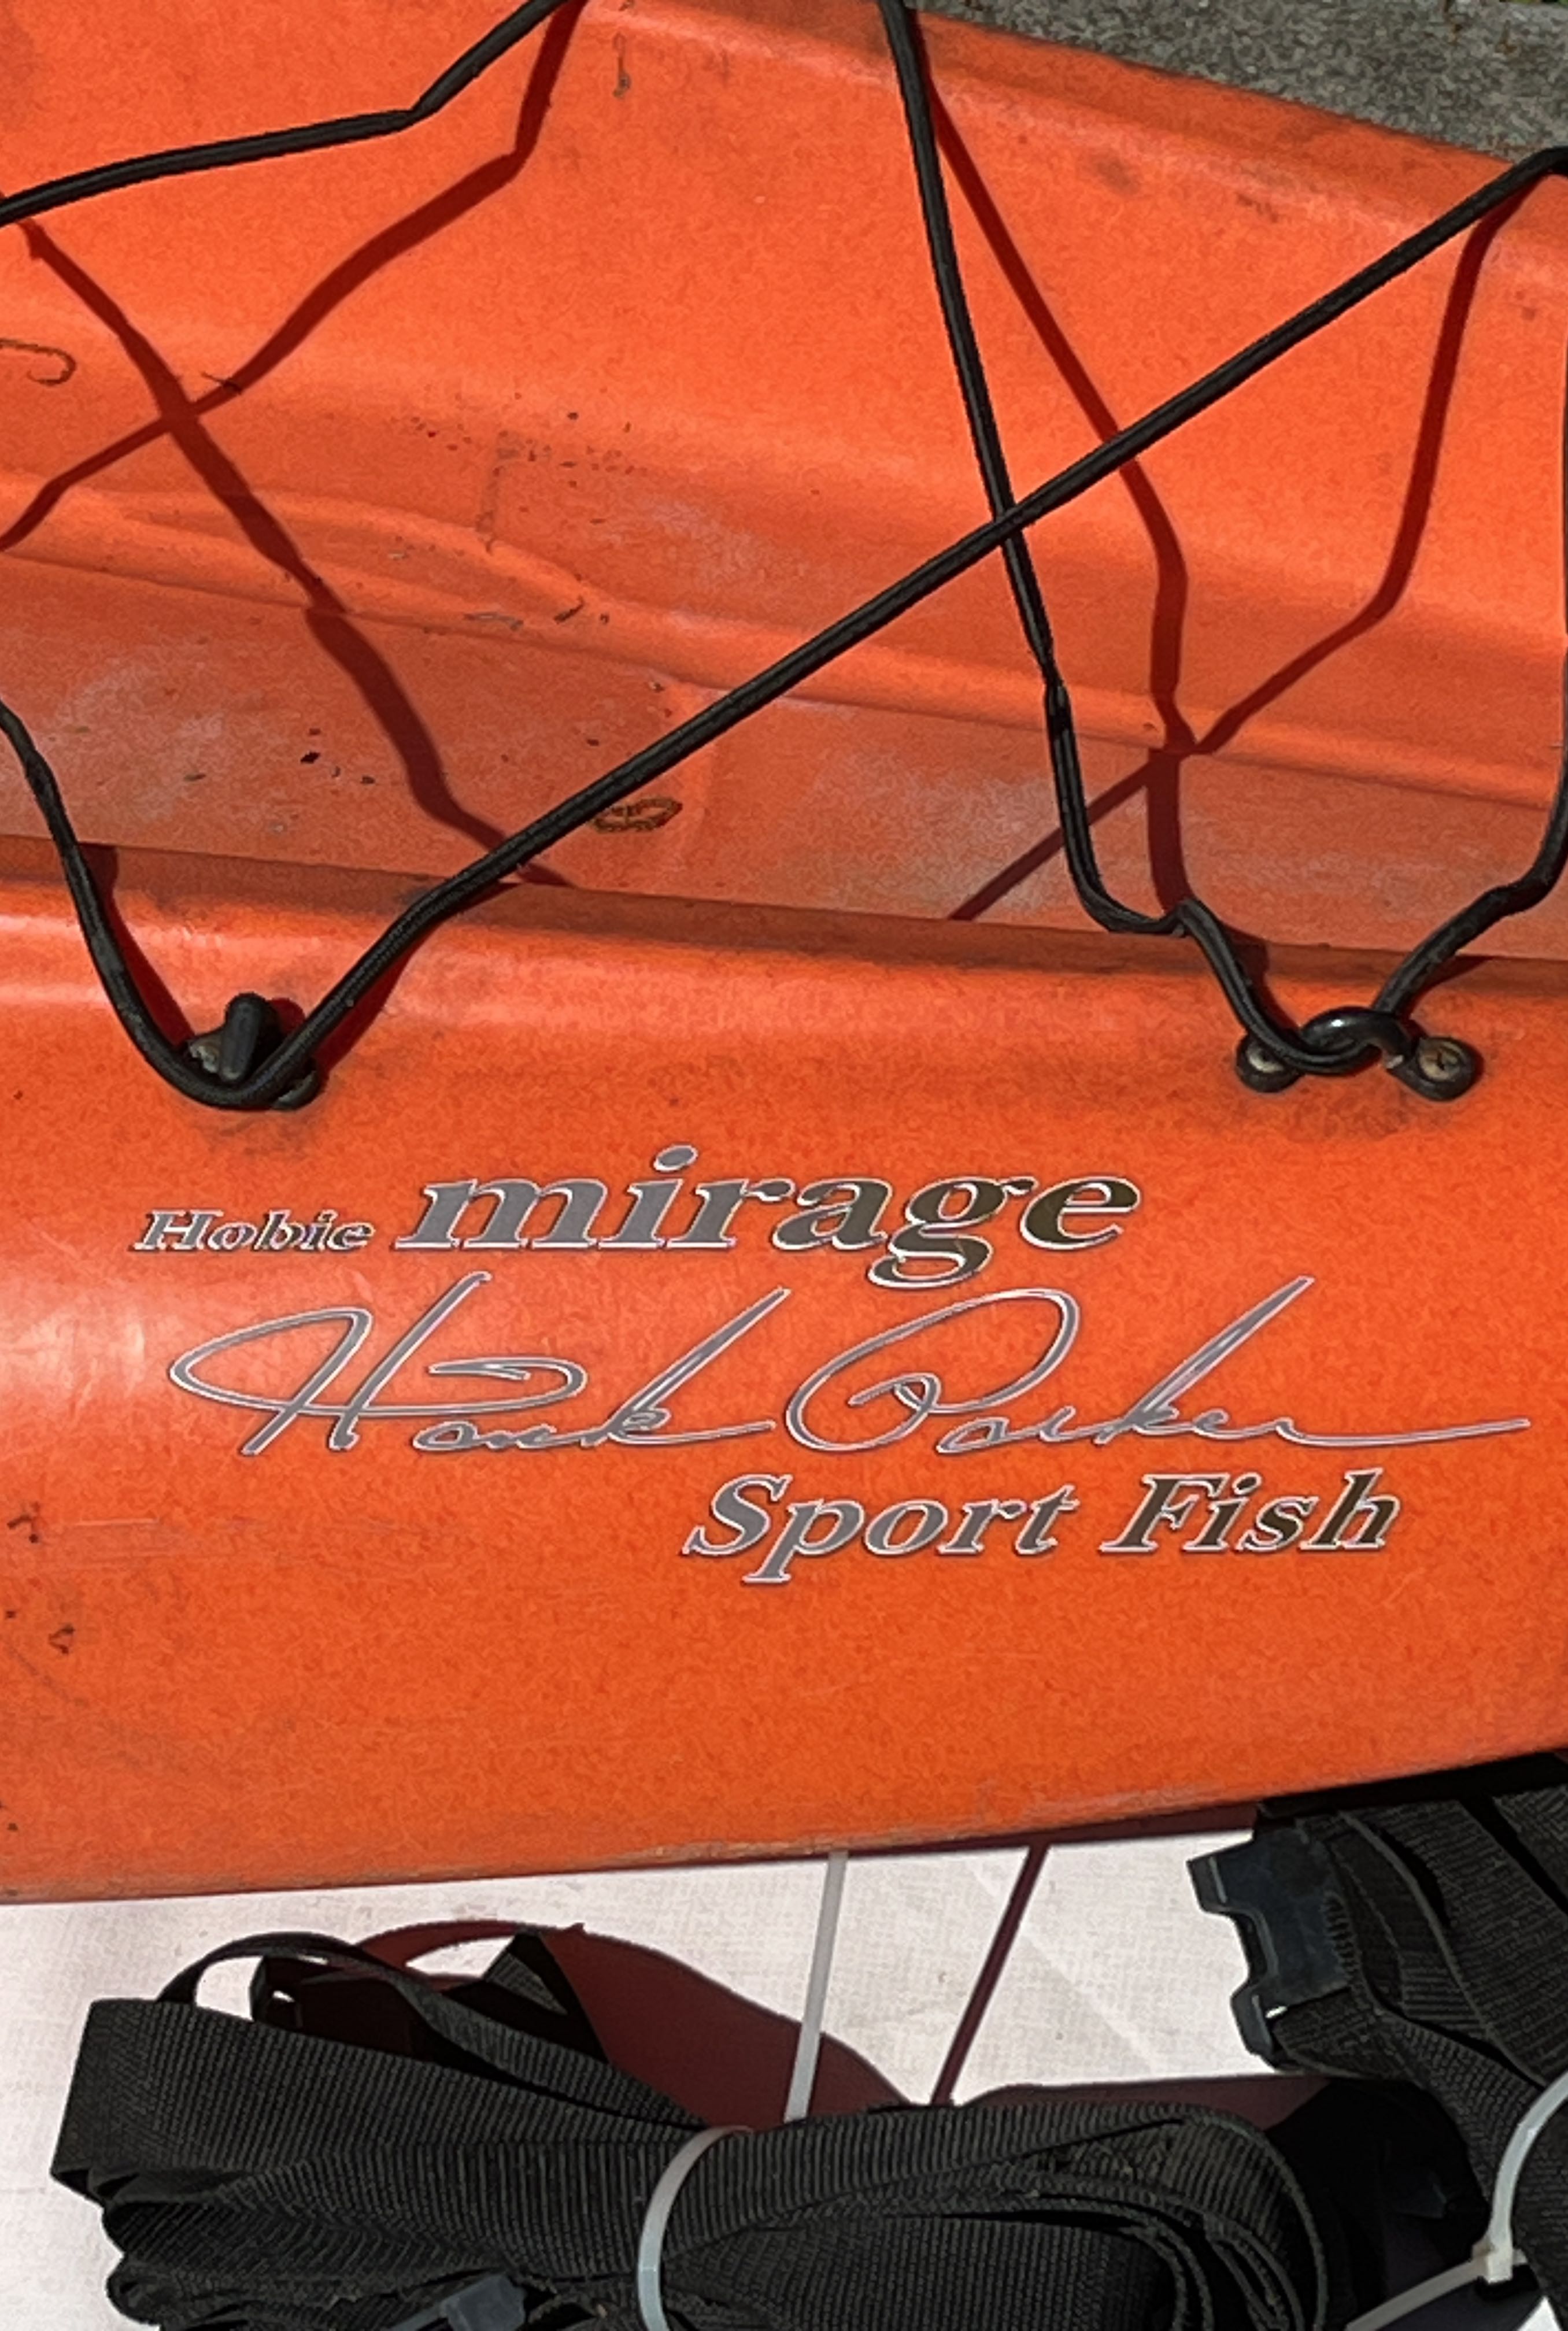 Hobie mirage
Hank Parker
Sport Fish